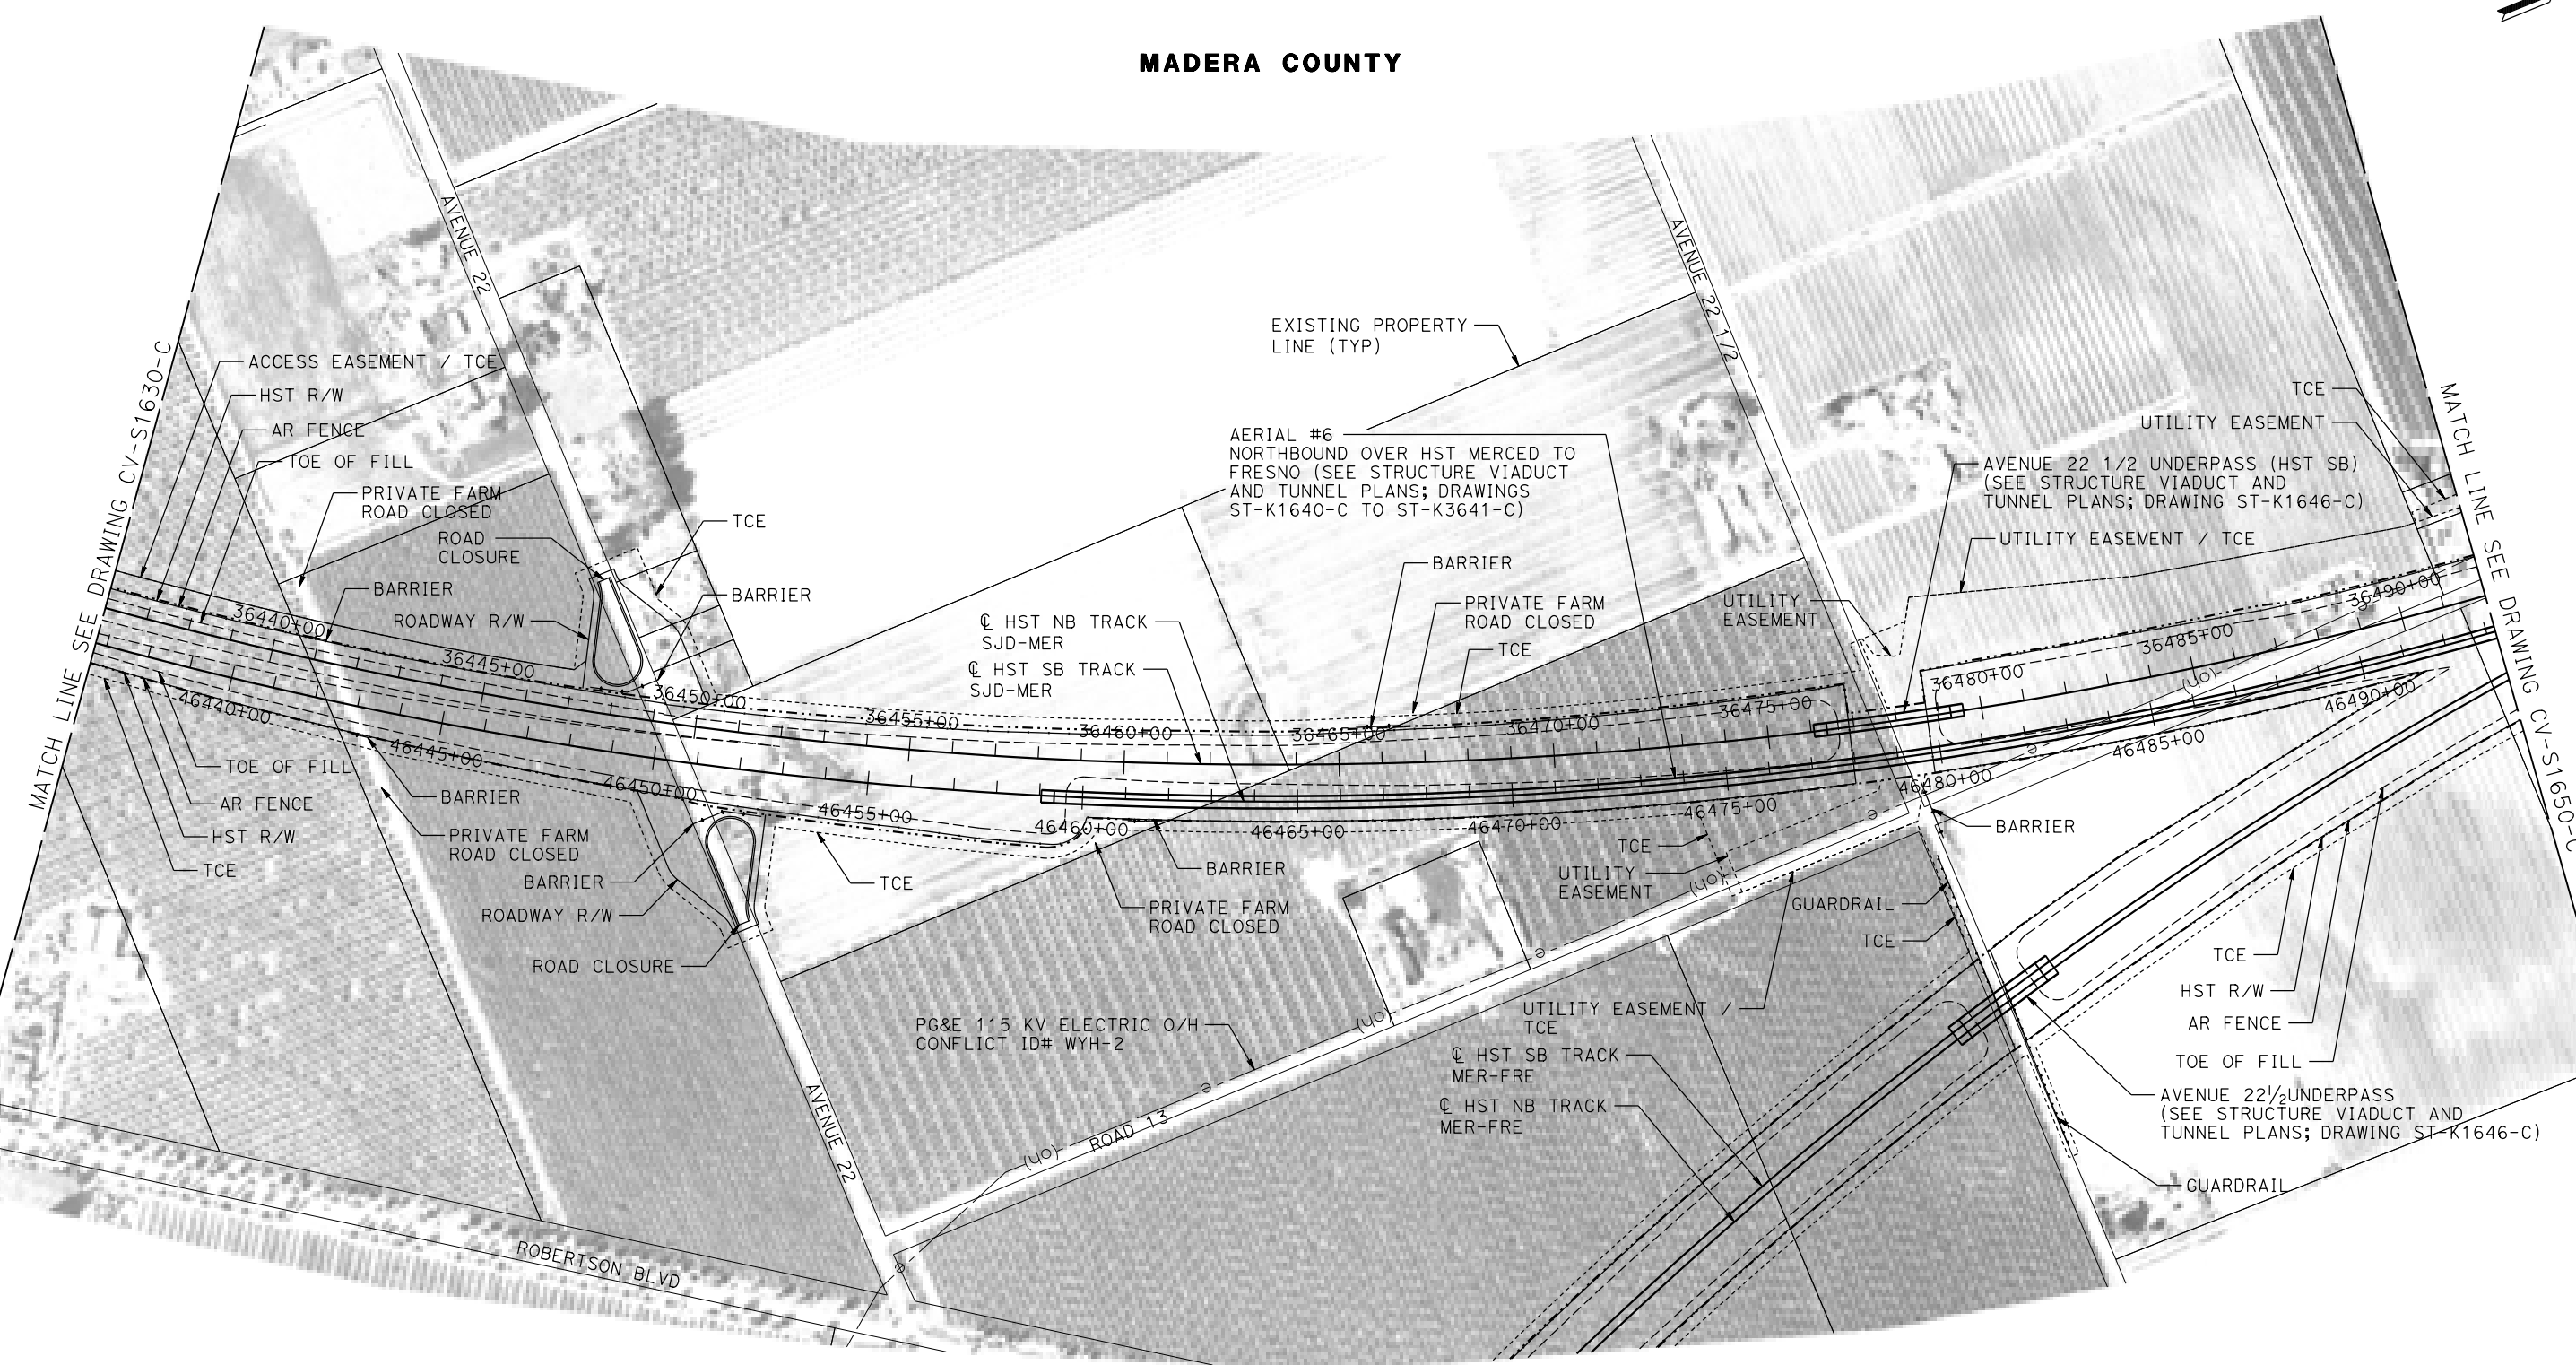 MADERA COUNTY
MATCH LINE SEE DRAWING CV-S1630-C
AVENUE 22
ACCESS EASEMENT / TCE
HST R/W
AR FENCE
TOE OF FILL
PRIVATE FARM
ROAD CLOSED
ROAD
CLOSURE
BARRIER
ROADWAY R/W
TCE
BARRIER
36440+00
36445+00
36450+00
36455+00
36460+00
36465+00
36470+00
36475+00
36480+00
36485+00
36490+00
EXISTING PROPERTY
LINE (TYP)
AVENUE 22 1/2
AERIAL #6
NORTHBOUND OVER HST MERCED TO
FRESNO (SEE STRUCTURE VIADUCT
AND TUNNEL PLANS; DRAWINGS
ST-K1640-C TO ST-K3641-C)
BARRIER
PRIVATE FARM
ROAD CLOSED
TCE
℄ HST NB TRACK
SJD-MER
℄ HST SB TRACK
SJD-MER
UTILITY
EASEMENT
TCE
UTILITY EASEMENT
AVENUE 22 1/2 UNDERPASS (HST SB)
(SEE STRUCTURE VIADUCT AND
TUNNEL PLANS; DRAWING ST-K1646-C)
UTILITY EASEMENT / TCE
MATCH LINE SEE DRAWING CV-S1650-C
46440+00
46445+00
46450+00
46455+00
46460+00
46465+00
46470+00
46475+00
46480+00
46485+00
46490+00
TOE OF FILL
AR FENCE
HST R/W
TCE
BARRIER
PRIVATE FARM
ROAD CLOSED
BARRIER
ROADWAY R/W
ROAD CLOSURE
TCE
BARRIER
PRIVATE FARM
ROAD CLOSED
TCE
UTILITY
EASEMENT
BARRIER
GUARDRAIL
TCE
(oh)
e
(oh)
e
e
(oh)
e
(oh)
e
PG&E 115 KV ELECTRIC O/H
CONFLICT ID# WYH-2
UTILITY EASEMENT /
TCE
℄ HST SB TRACK
MER-FRE
℄ HST NB TRACK
MER-FRE
TCE
HST R/W
AR FENCE
TOE OF FILL
AVENUE 22½ UNDERPASS
(SEE STRUCTURE VIADUCT AND
TUNNEL PLANS; DRAWING ST-K1646-C)
GUARDRAIL
ROAD 13
AVENUE 22
ROBERTSON BLVD
e